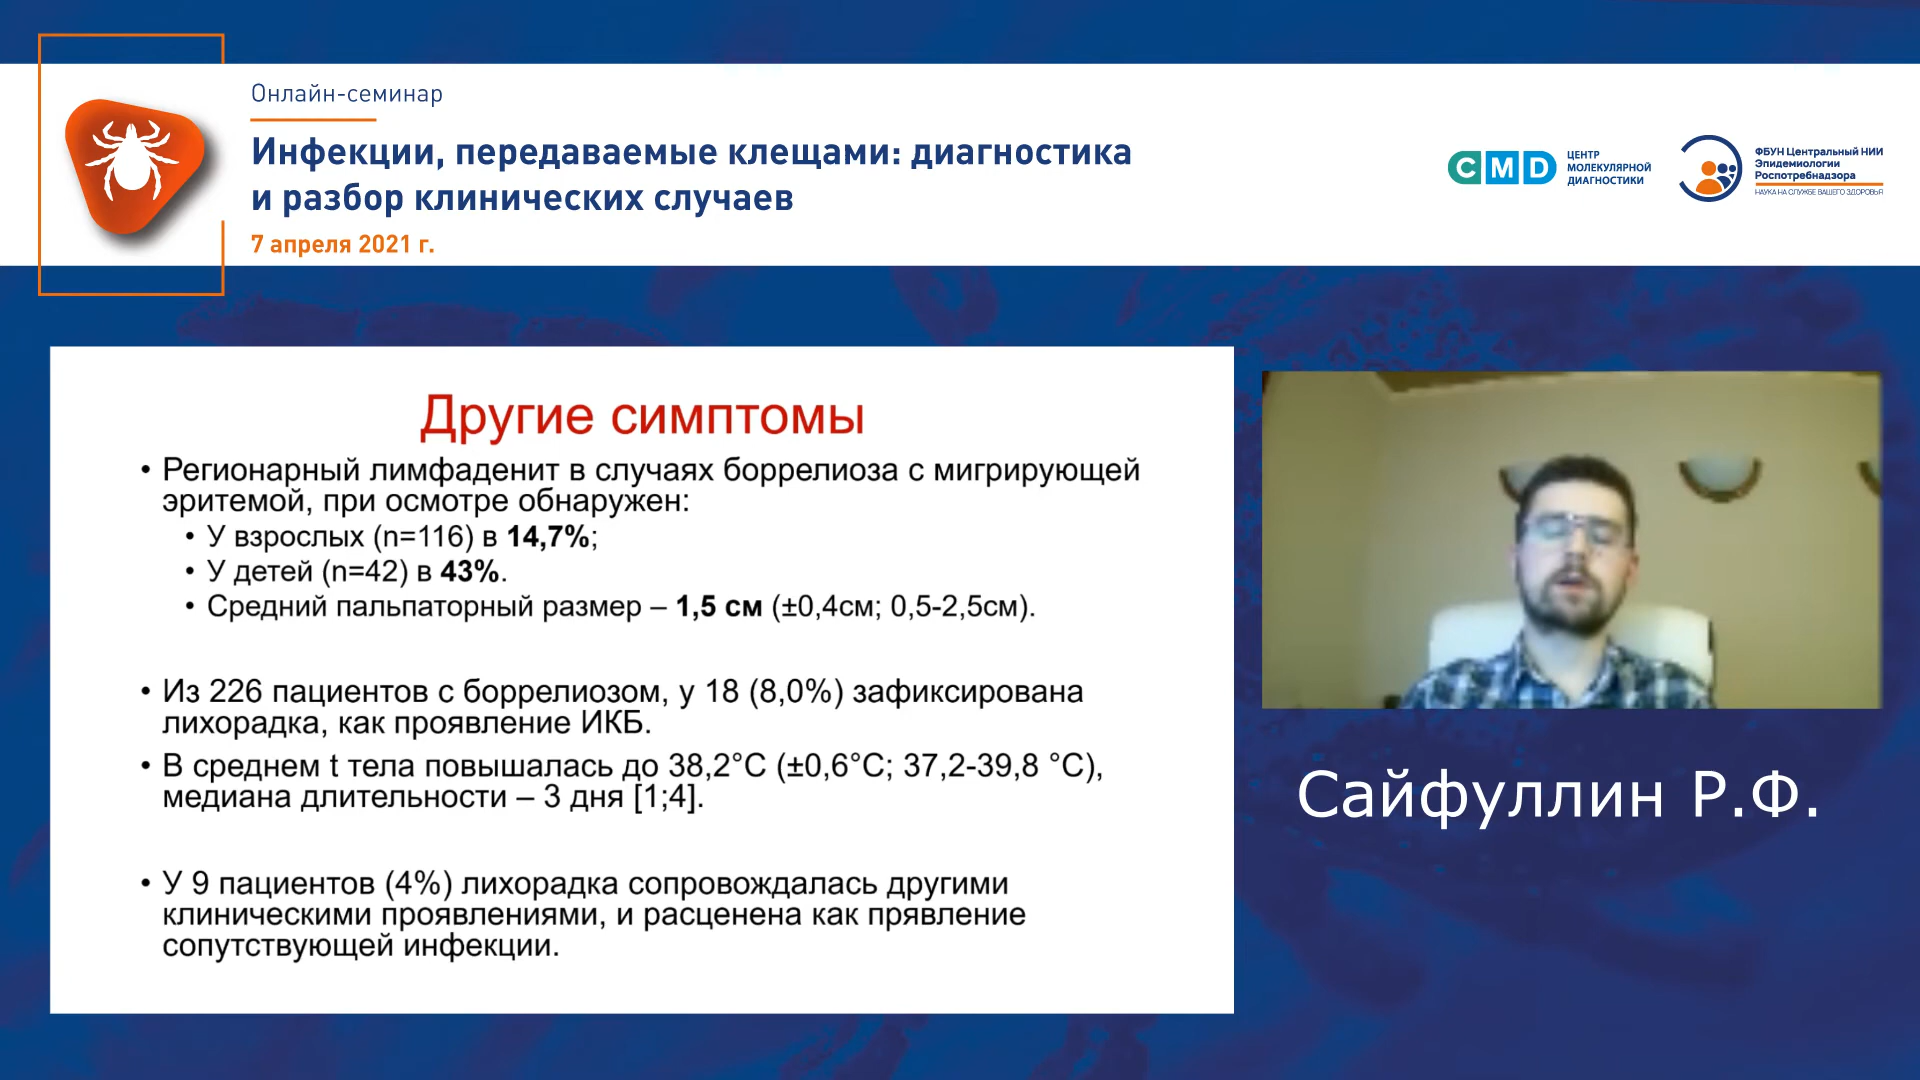 Онлайн-семинар
Инфекции, передаваемые клещами: диагностика
и разбор клинических случаев
7 апреля 2021 г.
CMD
ЦЕНТР
МОЛЕКУЛЯРНОЙ
ДИАГНОСТИКИ
ФБУН Центральный НИИ
Эпидемиологии
Роспотребнадзора
НАУКА НА СЛУЖБЕ ВАШЕГО ЗДОРОВЬЯ
Другие симптомы
• Регионарный лимфаденит в случаях боррелиоза с мигрирующей
эритемой, при осмотре обнаружен:
• У взрослых (n=116) в 14,7%;
• У детей (n=42) в 43%.
• Средний пальпаторный размер – 1,5 см (±0,4см; 0,5-2,5см).
• Из 226 пациентов с боррелиозом, у 18 (8,0%) зафиксирована
лихорадка, как проявление ИКБ.
• В среднем t тела повышалась до 38,2°C (±0,6°C; 37,2-39,8 °C),
медиана длительности – 3 дня [1;4].
• У 9 пациентов (4%) лихорадка сопровождалась другими
клиническими проявлениями, и расценена как прявление
сопутствующей инфекции.
Сайфуллин Р.Ф.